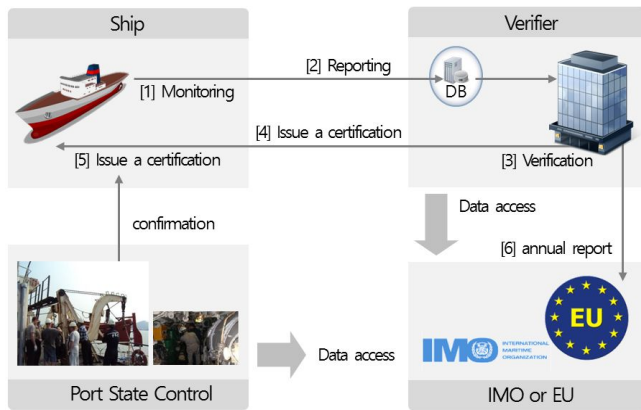 Ship
Verifier
[2] Reporting
[1] Monitoring
DB
[4] Issue a certification
[5] Issue a certification
[3] Verification
confirmation
Data access
[6] annual report
EU
IMO
INTERNATIONAL
MARITIME
ORGANIZATION
Data access
Port State Control
IMO or EU